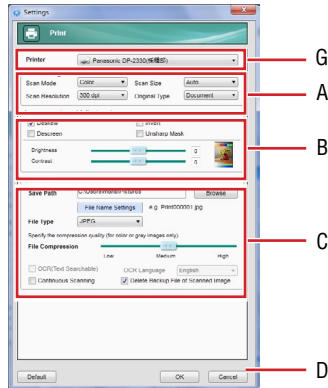 Settings
Print
Printer
Panasonic DP-2330
G
Scan Mode Color Scan Size Auto
Scan Resolution 300 dpi Original Type Document
A
Deskew Invert
Descreen Unsharp Mask
B
Brightness 0
Contrast 0
Save Path Browse
File Name Settings e.g. Print000001.jpg
File Type JPEG
Specify the compression quality (for color or gray images only).
File Compression
C
Low Medium High
OCR(Text Searchable) OCR Language English
Continuous Scanning Delete Backup File of Scanned Image
Default OK Cancel
D